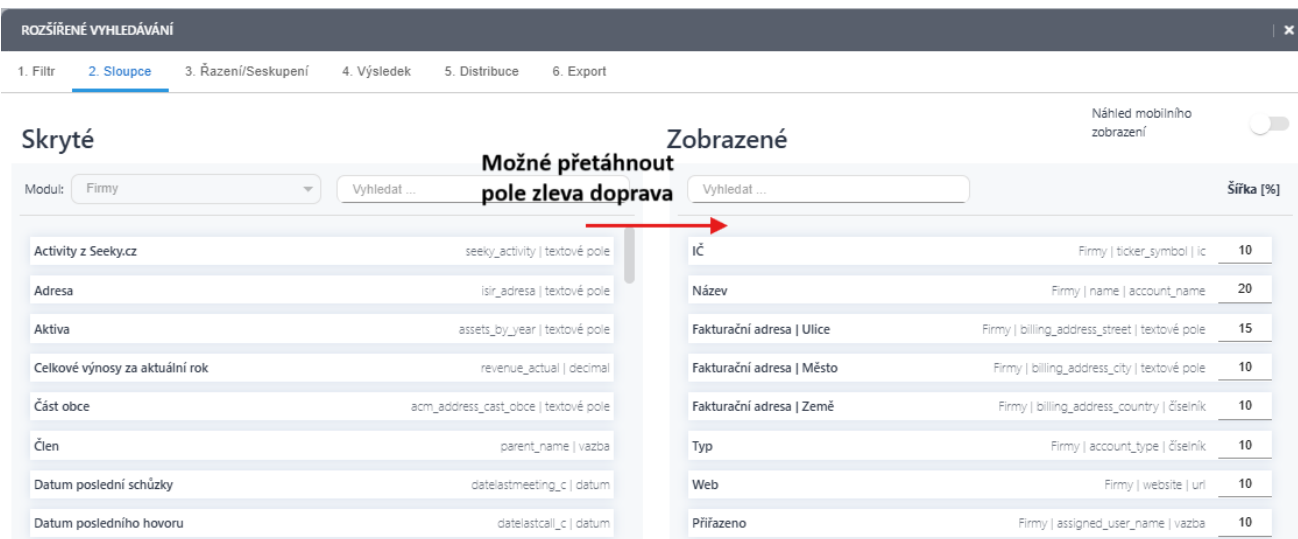 ROZŠÍŘENÉ VYHLEDÁVÁNÍ
1. Filtr 2. Sloupce 3. Řazení/Seskupení 4. Výsledek 5. Distribuce 6. Export
Náhled mobilního
zobrazení
Skryté Zobrazené
Možné přetáhnout
pole zleva doprava
Modul: Firmy Vyhledat ... Vyhledat ... Šířka [%]
Activity z Seeky.cz seeky_activity | textové pole IČ Firmy | ticker_symbol | ic 10
Adresa isir_adresa | textové pole Název Firmy | name | account_name 20
Aktiva assets_by_year | textové pole Fakturační adresa | Ulice Firmy | billing_address_street | textové pole 15
Celkové výnosy za aktuální rok revenue_actual | decimal Fakturační adresa | Město Firmy | billing_address_city | textové pole 10
Část obce acm_address_cast_obce | textové pole Fakturační adresa | Země Firmy | billing_address_country | číselník 10
Člen parent_name | vazba Typ Firmy | account_type | číselník 10
Datum poslední schůzky datelastmeeting_c | datum Web Firmy | website | url 10
Datum posledního hovoru datelastcall_c | datum Přiřazeno Firmy | assigned_user_name | vazba 10